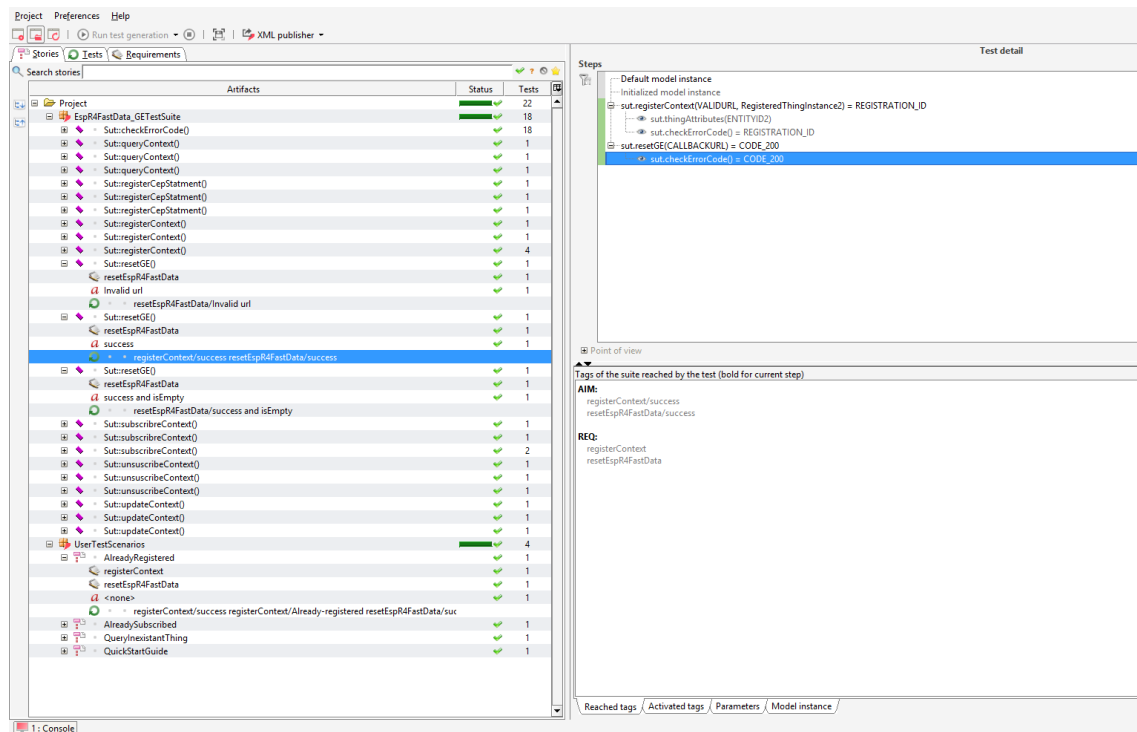 Project Preferences Help
Run test generation XML publisher
Stories Tests Requirements
Search stories
Artifacts Status Tests
Project 22
EspR4FastData_GETestSuite 18
Sut::checkErrorCode() 18
Sut::queryContext() 1
Sut::queryContext() 1
Sut::queryContext() 1
Sut::registerCepStatment() 1
Sut::registerCepStatment() 1
Sut::registerCepStatment() 1
Sut::registerContext() 1
Sut::registerContext() 1
Sut::registerContext() 4
Sut::resetGE() 1
resetEspR4FastData 1
Invalid url 1
resetEspR4FastData/Invalid url
Sut::resetGE() 1
resetEspR4FastData 1
success 1
registerContext/success resetEspR4FastData/success
Sut::resetGE() 1
resetEspR4FastData 1
success and isEmpty 1
resetEspR4FastData/success and isEmpty
Sut::subscribreContext() 1
Sut::subscribreContext() 1
Sut::subscribreContext() 2
Sut::unsuscribeContext() 1
Sut::unsuscribeContext() 1
Sut::unsuscribeContext() 1
Sut::updateContext() 1
Sut::updateContext() 1
Sut::updateContext() 1
UserTestScenarios 4
AlreadyRegistered 1
registerContext 1
resetEspR4FastData 1
<none> 1
registerContext/success registerContext/Already-registered resetEspR4FastData/suc
AlreadySubscribed 1
QueryInexistantThing 1
QuickStartGuide 1
1 : Console
Test detail
Steps
Default model instance
Initialized model instance
sut.registerContext(VALIDURL, RegisteredThingInstance2) = REGISTRATION_ID
sut.thingAttributes(ENTITYID2)
sut.checkErrorCode() = REGISTRATION_ID
sut.resetGE(CALLBACKURL) = CODE_200
sut.checkErrorCode() = CODE_200
Point of view
Tags of the suite reached by the test (bold for current step)
AIM:
registerContext/success
resetEspR4FastData/success
REQ:
registerContext
resetEspR4FastData
Reached tags Activated tags Parameters Model instance